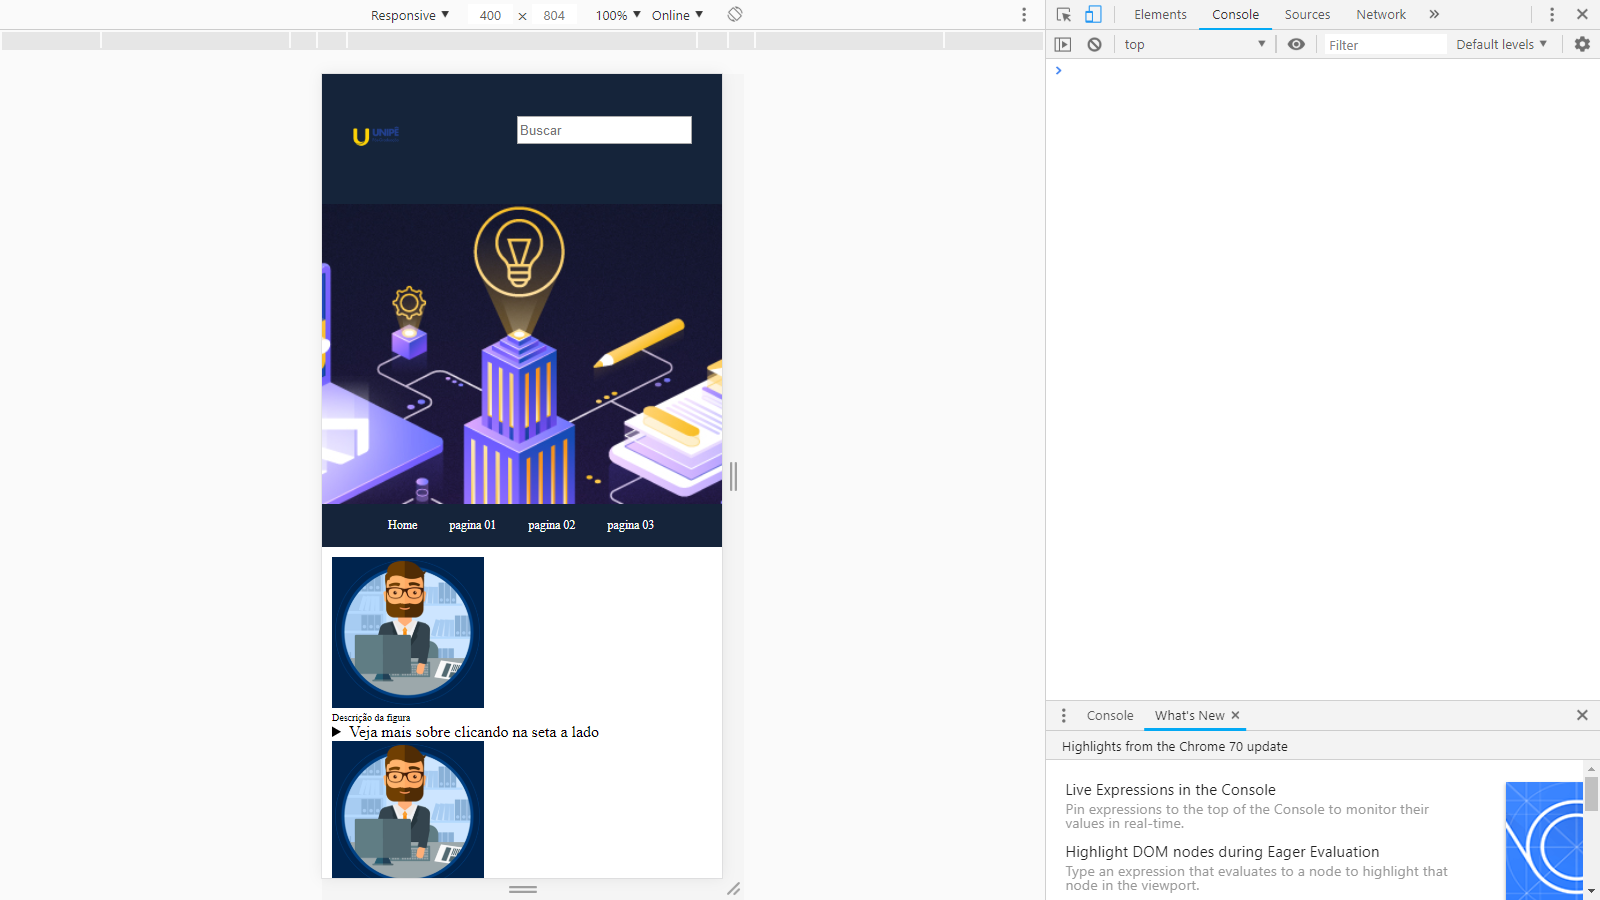 Responsive ▼ 400 × 804 100% ▼ Online ▼
Elements Console Sources Network »
top ▼ Filter Default levels ▼
U UNIPÊ
Buscar
Home pagina 01 pagina 02 pagina 03
Descrição da figura
▶ Veja mais sobre clicando na seta a lado
Console What's New ×
Highlights from the Chrome 70 update
Live Expressions in the Console
Pin expressions to the top of the Console to monitor their
values in real-time.
Highlight DOM nodes during Eager Evaluation
Type an expression that evaluates to a node to highlight that
node in the viewport.